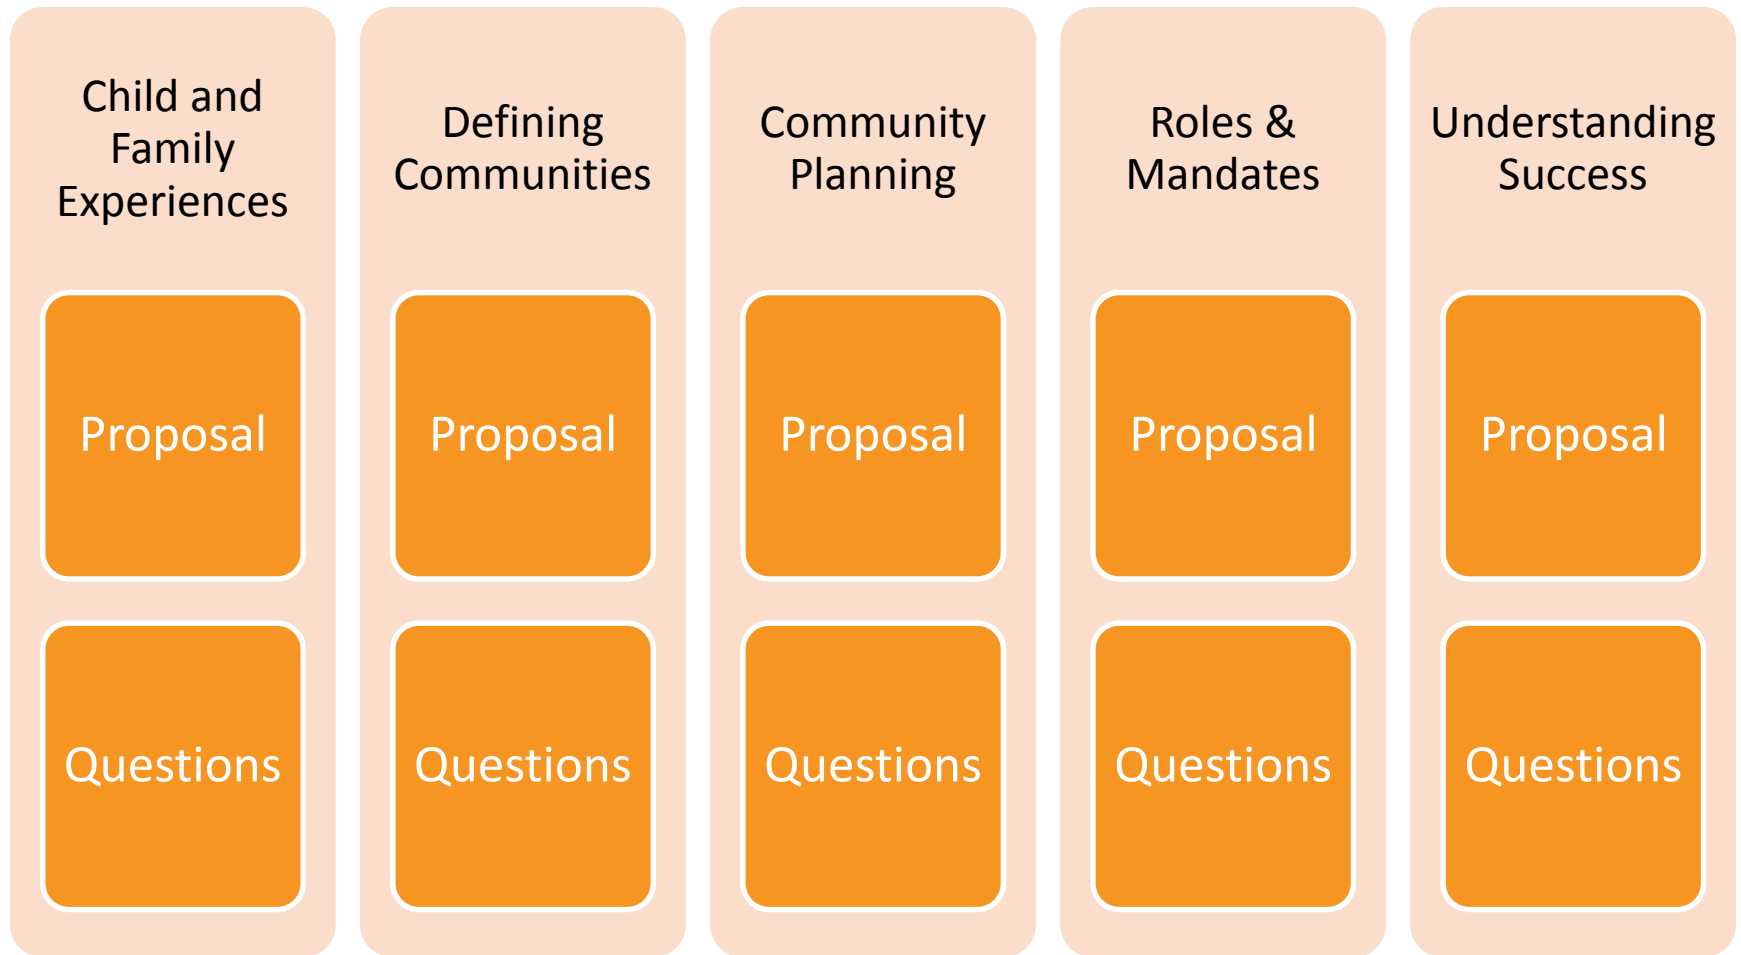 Child and
Family
Experiences
Proposal
Questions
Defining
Communities
Proposal
Questions
Community
Planning
Proposal
Questions
Roles &
Mandates
Proposal
Questions
Understanding
Success
Proposal
Questions